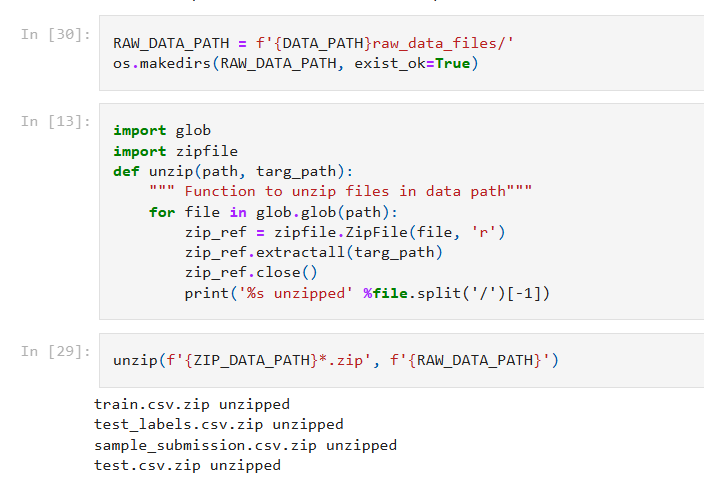 In [30]:
RAW_DATA_PATH = f'{DATA_PATH}raw_data_files/'
os.makedirs(RAW_DATA_PATH, exist_ok=True)
In [13]:
import glob
import zipfile
def unzip(path, targ_path):
    """ Function to unzip files in data path"""
    for file in glob.glob(path):
        zip_ref = zipfile.ZipFile(file, 'r')
        zip_ref.extractall(targ_path)
        zip_ref.close()
        print('%s unzipped' %file.split('/')[-1])
In [29]:
unzip(f'{ZIP_DATA_PATH}*.zip', f'{RAW_DATA_PATH}')
train.csv.zip unzipped
test_labels.csv.zip unzipped
sample_submission.csv.zip unzipped
test.csv.zip unzipped